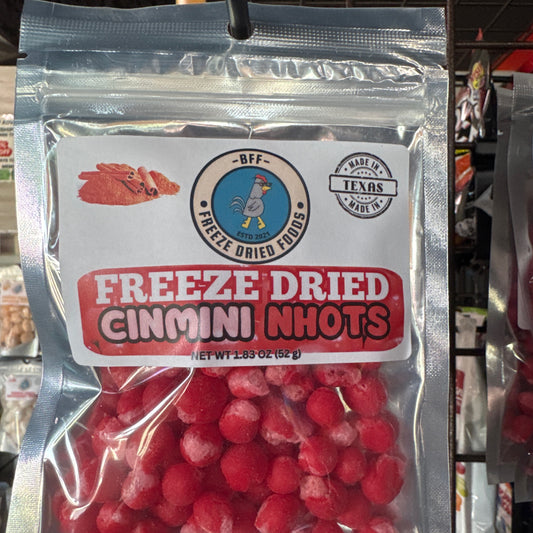 -BFF-
FREEZE DRIED FOODS
ESTD 2021
MADE IN
TEXAS
MADE IN
FREEZE DRIED
CINMINI NHOTS
NET WT 1.83 OZ (52 g)